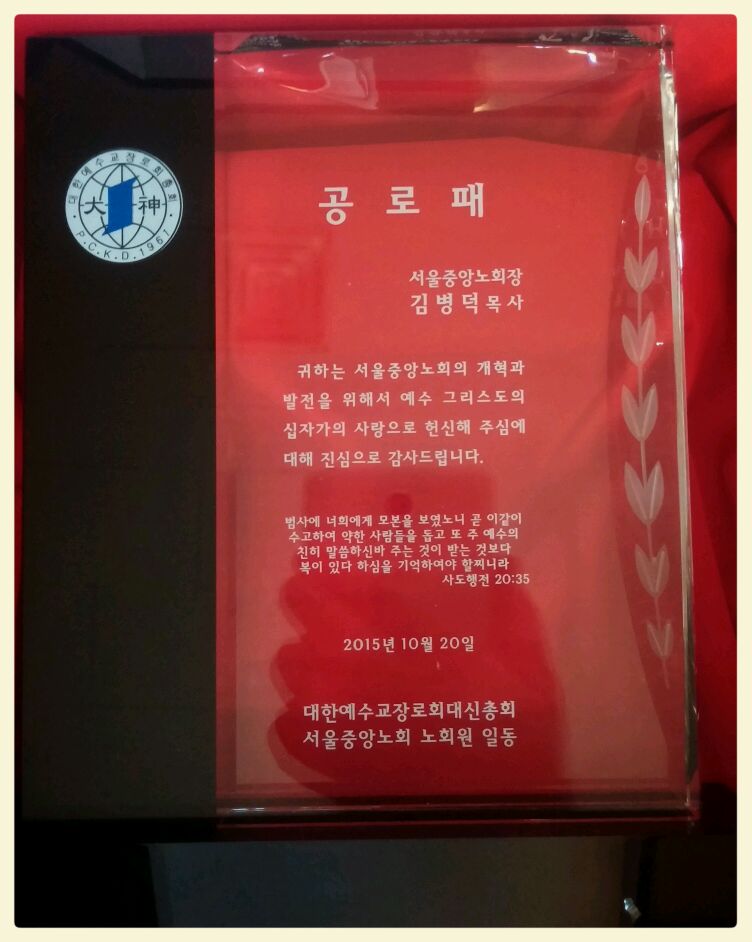 대한예수교장로회총회
大神
P.C.K.D.1961
공로패
서울중앙노회장
김병덕 목사
귀하는 서울중앙노회의 개혁과
발전을 위해서 예수 그리스도의
십자가의 사랑으로 헌신해 주심에
대해 진심으로 감사드립니다.
범사에 너희에게 모본을 보였노니 곧 이같이
수고하여 약한 사람들을 돕고 또 주 예수의
친히 말씀하신바 주는 것이 받는 것보다
복이 있다 하심을 기억하여야 할찌니라
사도행전 20:35
2015년 10월 20일
대한예수교장로회대신총회
서울중앙노회 노회원 일동